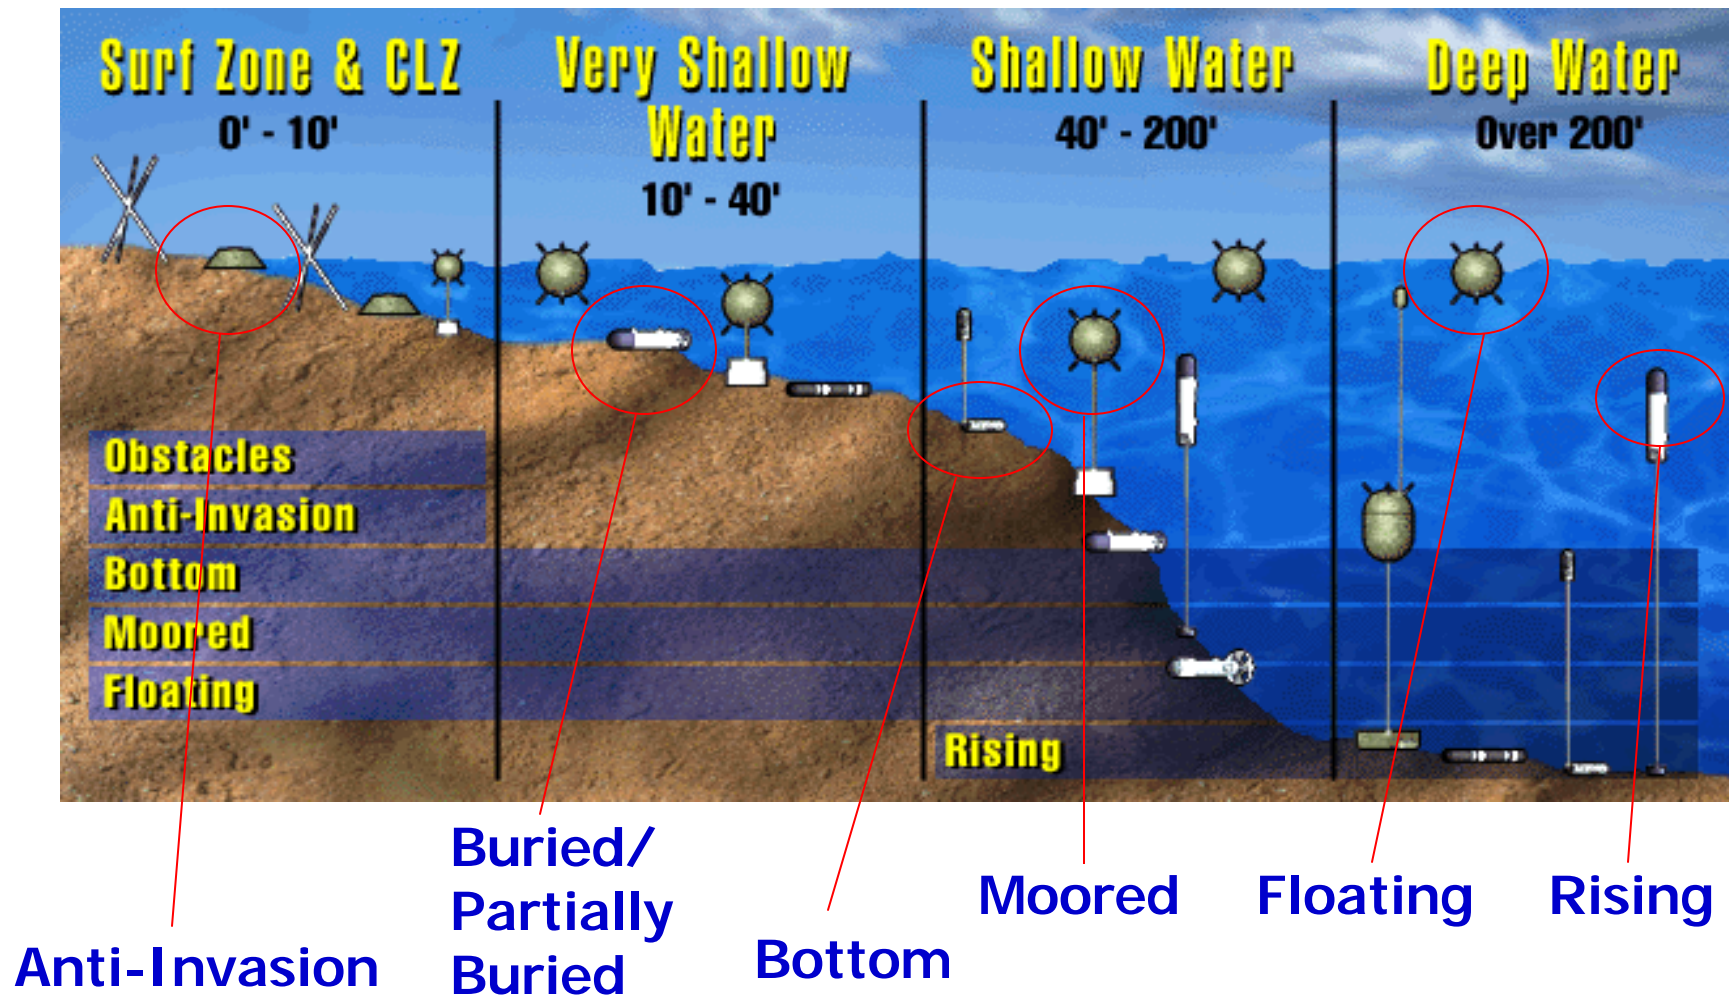 Surf Zone & CLZ
0' - 10'
Very Shallow
Water
10' - 40'
Shallow Water
40' - 200'
Deep Water
Over 200'
Obstacles
Anti-Invasion
Bottom
Moored
Floating
Rising
Anti-Invasion
Buried/
Partially
Buried
Bottom
Moored
Floating
Rising